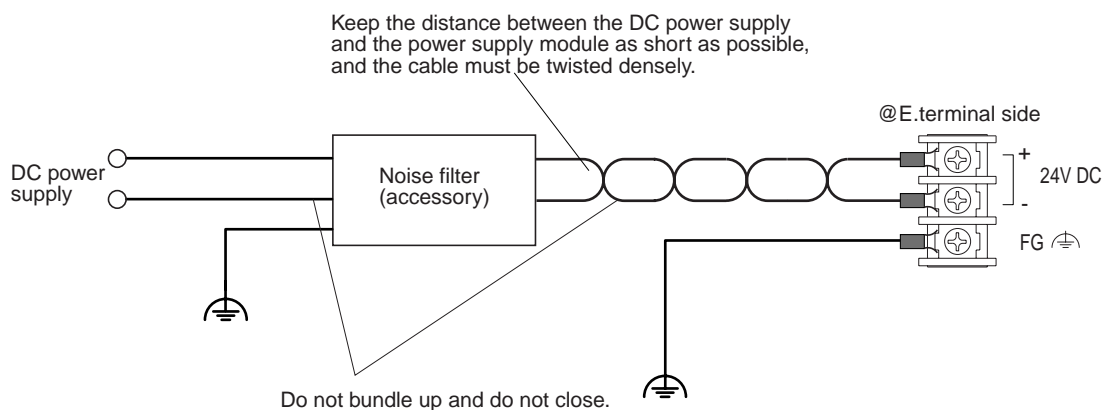 Keep the distance between the DC power supply
and the power supply module as short as possible,
and the cable must be twisted densely.
@E.terminal side
DC power
supply
Noise filter
(accessory)
+
24V DC
-
FG
Do not bundle up and do not close.